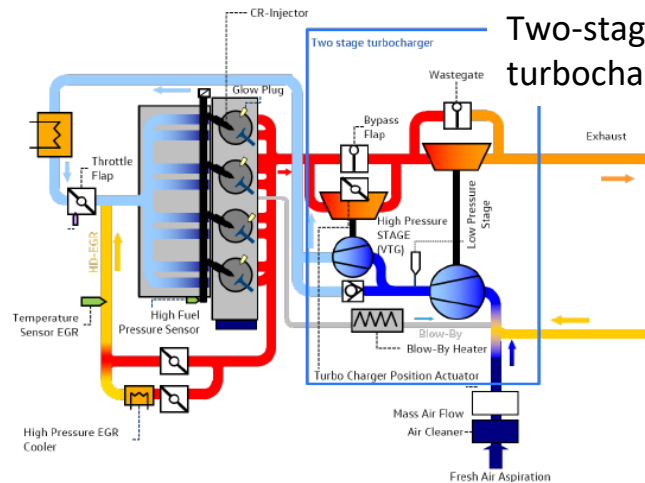 CR-Injector
Two-stag
turbocha
Two stage turbocharger
Wastegate
Glow Plug
Bypass
Flap
Exhaust
Throttle
Flap
High Pressure
STAGE
(VTG)
Low Pressure
Stage
HD-EGR
Temperature
Sensor EGR
High Fuel
Pressure Sensor
Blow-By
Blow-By Heater
Turbo Charger Position Actuator
Mass Air Flow
Air Cleaner
High Pressure EGR
Cooler
Fresh Air Aspiration